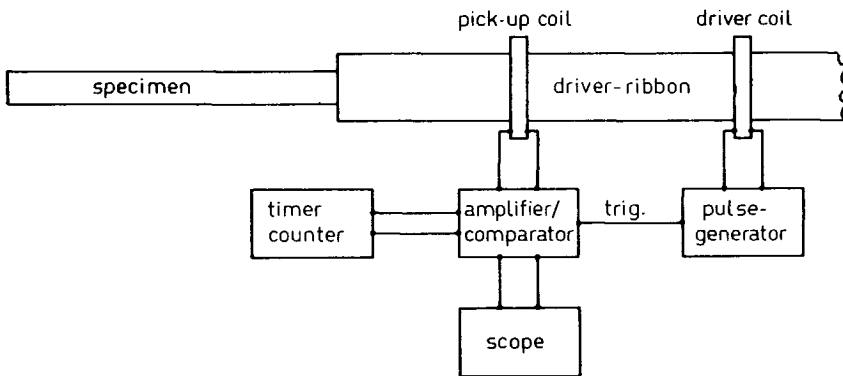 pick-up coil
driver coil
specimen
driver-ribbon
timer
counter
amplifier/
comparator
trig.
pulse-
generator
scope